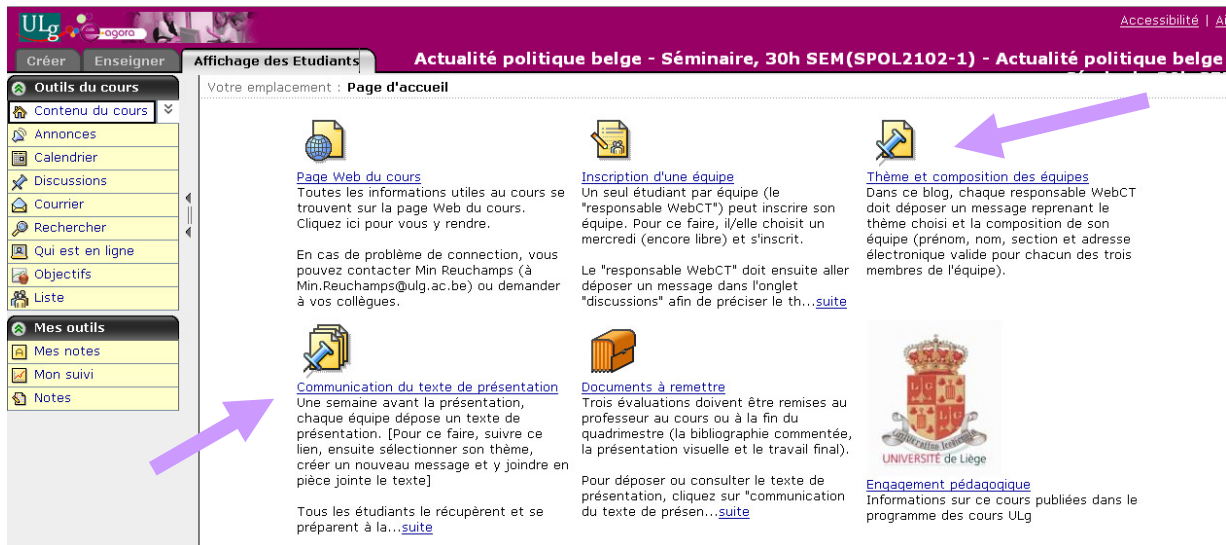 ULg e-agora
Accessibilité |
Créer Enseigner Affichage des Etudiants
Actualité politique belge - Séminaire, 30h SEM(SPOL2102-1) - Actualité politique belge
Outils du cours
Contenu du cours
Annonces
Calendrier
Discussions
Courrier
Rechercher
Qui est en ligne
Objectifs
Liste
Mes outils
Mes notes
Mon suivi
Notes
Votre emplacement : Page d'accueil
Page Web du cours
Toutes les informations utiles au cours se
trouvent sur la page Web du cours.
Cliquez ici pour vous y rendre.
En cas de problème de connection, vous
pouvez contacter Min Reuchamps (à
Min.Reuchamps@ulg.ac.be) ou demander
à vos collègues.
Inscription d'une équipe
Un seul étudiant par équipe (le
"responsable WebCT") peut inscrire son
équipe. Pour ce faire, il/elle choisit un
mercredi (encore libre) et s'inscrit.
Le "responsable WebCT" doit ensuite aller
déposer un message dans l'onglet
"discussions" afin de préciser le th...suite
Thème et composition des équipes
Dans ce blog, chaque responsable WebCT
doit déposer un message reprenant le
thème choisi et la composition de son
équipe (prénom, nom, section et adresse
électronique valide pour chacun des trois
membres de l'équipe).
Communication du texte de présentation
Une semaine avant la présentation,
chaque équipe dépose un texte de
présentation. [Pour ce faire, suivre ce
lien, ensuite sélectionner son thème,
créer un nouveau message et y joindre en
pièce jointe le texte]
Tous les étudiants le récupèrent et se
préparent à la...suite
Documents à remettre
Trois évaluations doivent être remises au
professeur au cours ou à la fin du
quadrimestre (la bibliographie commentée,
la présentation visuelle et le travail final).
Pour déposer ou consulter le texte de
présentation, cliquez sur "communication
du texte de présen...suite
L G
L G
UNIVERSITÉ de Liège
Engagement pédagogique
Informations sur ce cours publiées dans le
programme des cours ULg